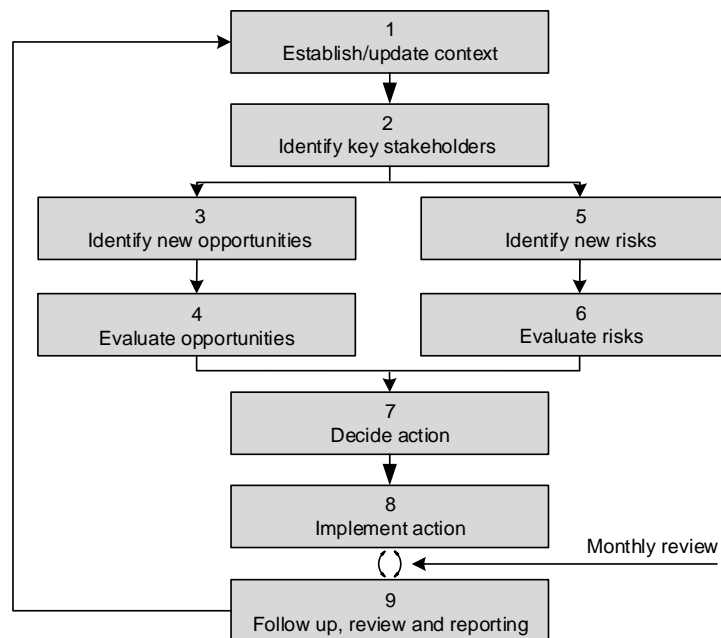 1
Establish/update context
2
Identify key stakeholders
3
Identify new opportunities
5
Identify new risks
4
Evaluate opportunities
6
Evaluate risks
7
Decide action
8
Implement action
Monthly review
9
Follow up, review and reporting